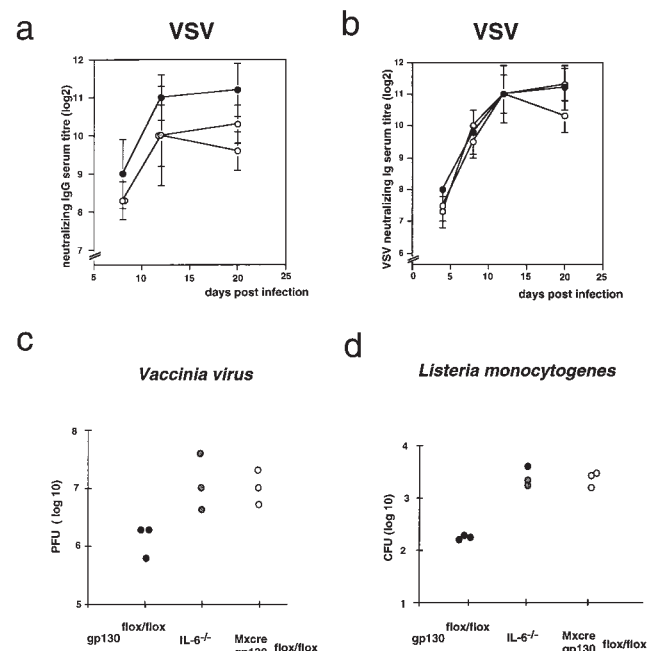 a
VSV
neutralizing IgG serum titre (log2)
12
11
10
9
8
7
5
10
15
20
25
days post infection
b
VSV
VSV neutralizing Ig serum titre (log2)
12
11
10
9
8
7
6
0
5
10
15
20
25
days post infection
c
Vaccinia virus
PFU ( log 10)
8
7
6
5
gp130 flox/flox
IL-6-/-
Mxcre
gp130 flox/flox
d
Listeria monocytogenes
CFU (log 10)
4
3
2
1
gp130 flox/flox
IL-6-/-
Mxcre
gp130 flox/flox